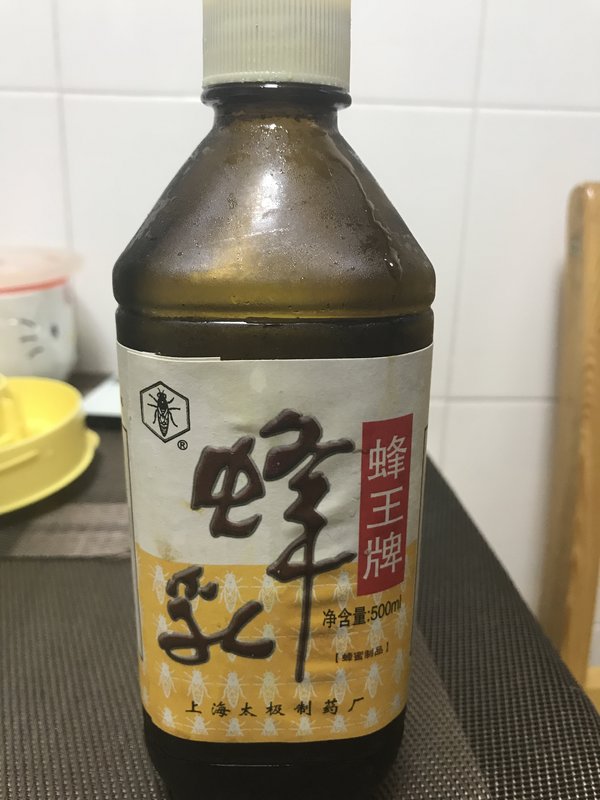 ®
蜂乳
蜂王牌
净含量:500ml
【蜂蜜制品】
上海太极制药厂